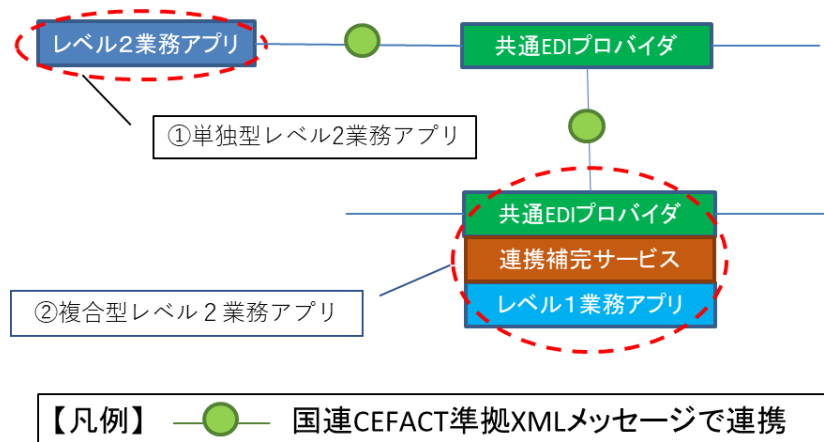 レベル２業務アプリ
共通EDIプロバイダ
①単独型レベル2業務アプリ
共通EDIプロバイダ
連携補完サービス
レベル１業務アプリ
②複合型レベル２業務アプリ
【凡例】 国連CEFACT準拠XMLメッセージで連携